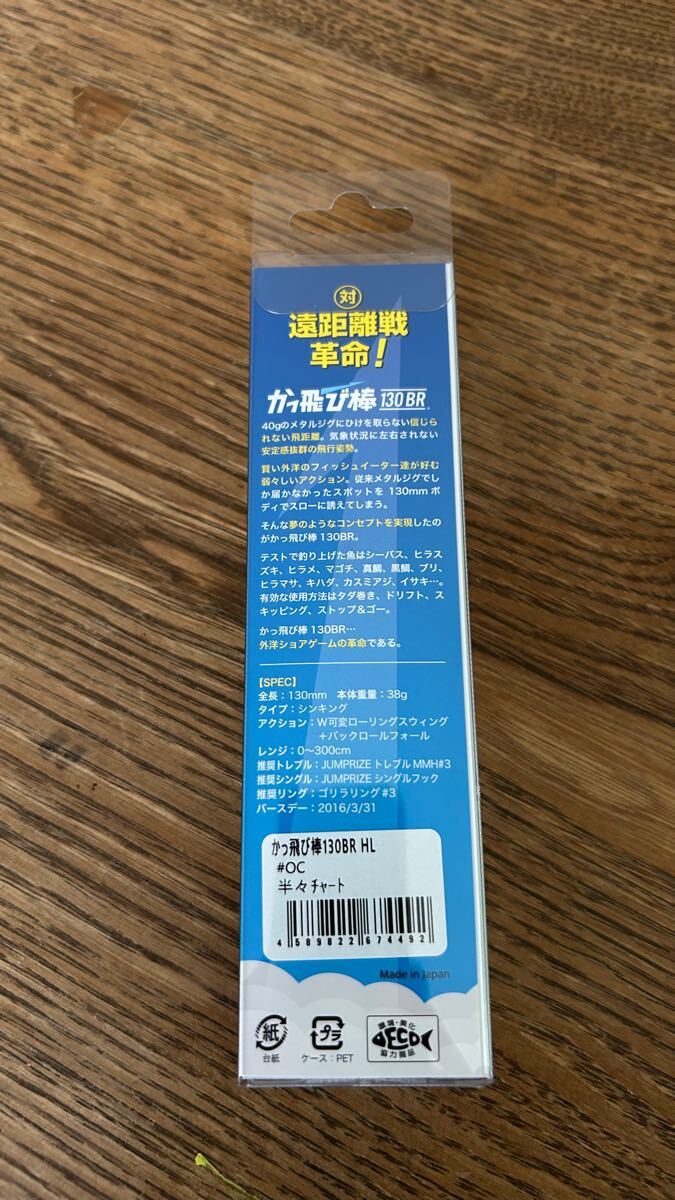 対
遠距離戦
革命！
かっ飛び棒 130BR
40gのメタルジグにひけを取らない信じら
れない飛距離。気象状況に左右されない
安定感抜群の飛行姿勢。
賢い外洋のフィッシュイーター達が好む
弱々しいアクション。従来メタルジグでし
か届かなかったスポットを 130mm ボ
ディでスローに誘えてしまう。
そんな夢のようなコンセプトを実現したの
がかっ飛び棒 130BR。
テストで釣り上げた魚はシーバス、ヒラス
ズキ、ヒラメ、マゴチ、真鯛、黒鯛、ブリ、
ヒラマサ、キハダ、カスミアジ、イサキ…。
有効な使用方法はタダ巻き、ドリフト、ス
キッピング、ストップ&ゴー。
かっ飛び棒 130BR…
外洋ショアゲームの革命である。
【SPEC】
全長：130mm 本体重量：38g
タイプ：シンキング
アクション：W可変ローリングスウィング
＋バックロールフォール
レンジ：0〜300cm
推奨トレブル：JUMPRIZE トレブル MMH#3
推奨シングル：JUMPRIZE シングルフック
推奨リング：ゴリラリング #3
バースデー：2016/3/31
かっ飛び棒130BR HL
#OC
半々チャート
4 589822 674492
Made in Japan
紙
台紙
プラ
ケース：PET
環境・美化
ECO
協力商品